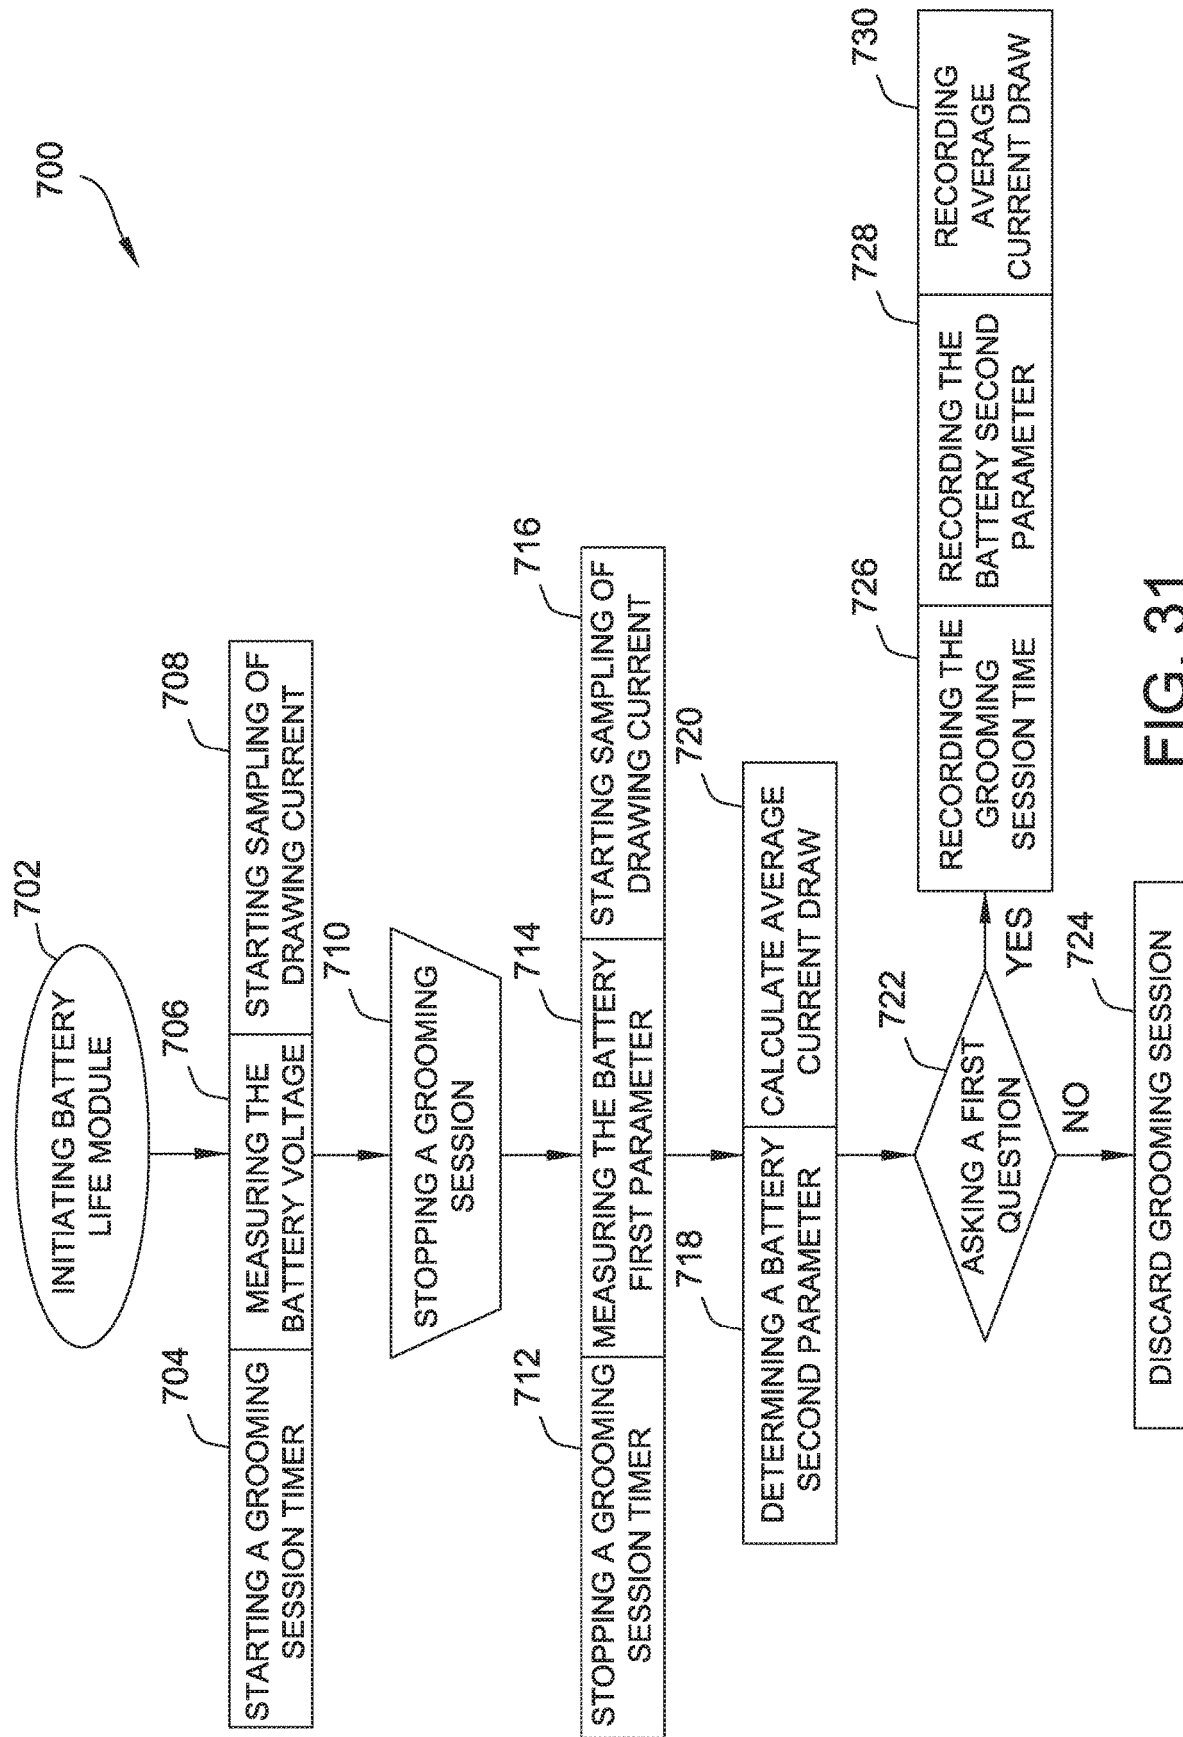 700
702
INITIATING BATTERY
LIFE MODULE
704
706
708
STARTING A GROOMING
SESSION TIMER
MEASURING THE
BATTERY VOLTAGE
STARTING SAMPLING OF
DRAWING CURRENT
710
STOPPING A GROOMING
SESSION
712
714
716
STOPPING A GROOMING
SESSION TIMER
MEASURING THE BATTERY
FIRST PARAMETER
STARTING SAMPLING OF
DRAWING CURRENT
718
720
DETERMINING A BATTERY
SECOND PARAMETER
CALCULATE AVERAGE
CURRENT DRAW
722
ASKING A FIRST
QUESTION
YES
NO
726
728
730
RECORDING THE
GROOMING
SESSION TIME
RECORDING THE
BATTERY SECOND
PARAMETER
RECORDING
AVERAGE
CURRENT DRAW
724
DISCARD GROOMING SESSION
FIG. 31